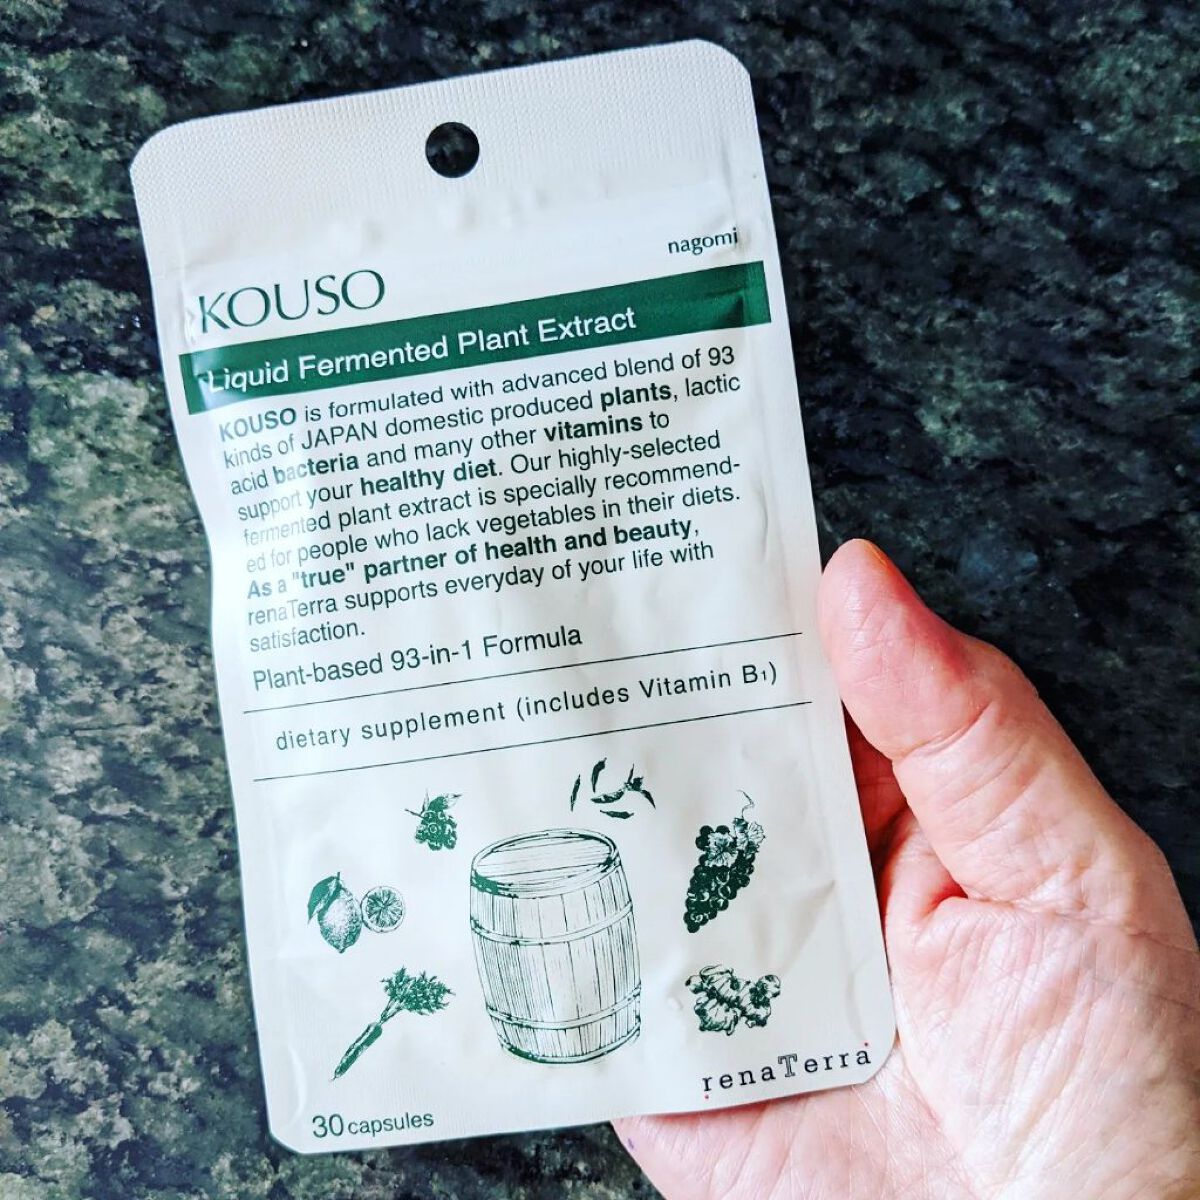 nagomi
KOUSO
Liquid Fermented Plant Extract
KOUSO is formulated with advanced blend of 93
kinds of JAPAN domestic produced plants, lactic
acid bacteria and many other vitamins to
support your healthy diet. Our highly-selected
fermented plant extract is specially recommend-
ed for people who lack vegetables in their diets.
As a "true" partner of health and beauty,
renaTerra supports everyday of your life with
satisfaction.
Plant-based 93-in-1 Formula
dietary supplement (includes Vitamin B₁)
renaTerra
30 capsules